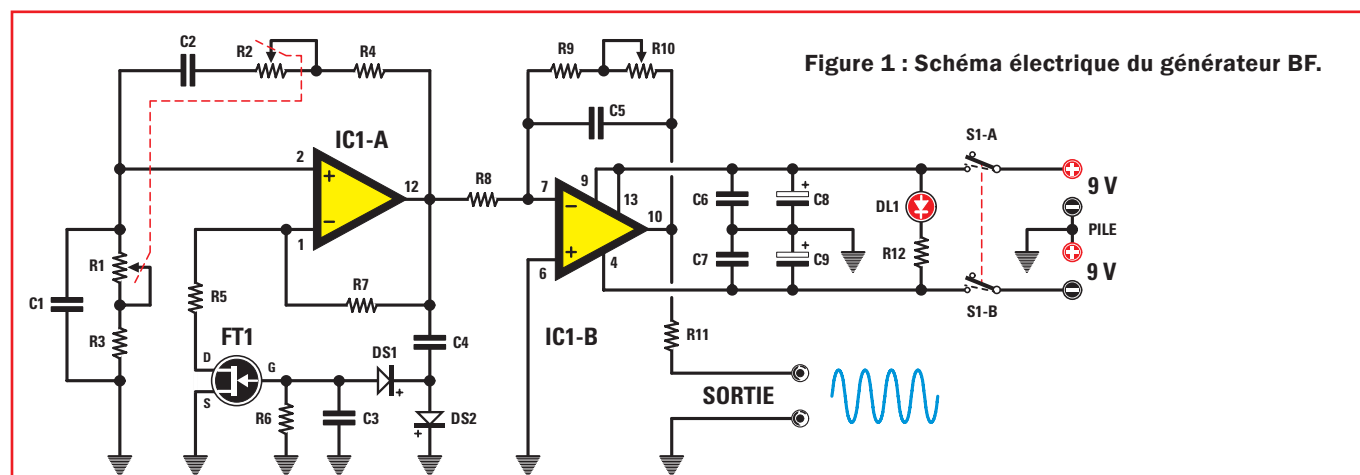 Figure 1 : Schéma électrique du générateur BF.
C2
R2
R4
R9
R10
C5
IC1-A
2
+
12
–
1
R8
7
–
9
13
10
+
6
4
IC1-B
C6
+
C8
C7
+
C9
DL1
R12
S1-A
S1-B
+
9 V
–
PILE
+
9 V
–
R1
C1
R3
R5
R7
FT1
D
G
S
R6
C3
DS1
+
C4
DS2
+
R11
SORTIE